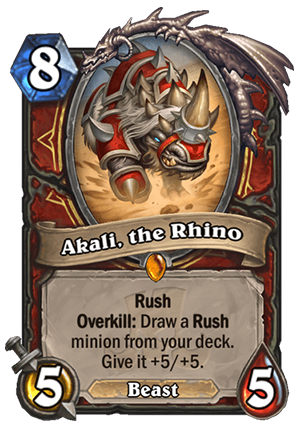 8
Akali, the Rhino
Rush
Overkill: Draw a Rush
minion from your deck.
Give it +5/+5.
5
Beast
5